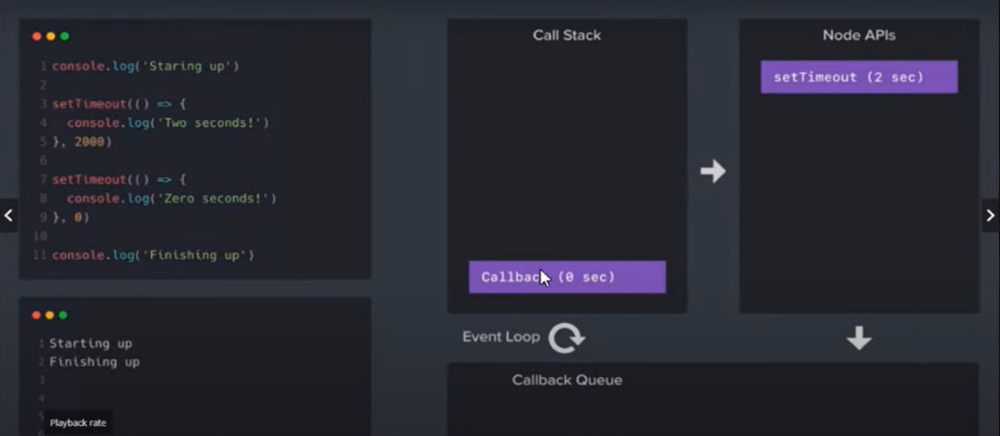 1 console.log('Staring up')
2
3 setTimeout(() => {
4 console.log('Two seconds!')
5 }, 2000)
6
7 setTimeout(() => {
8 console.log('Zero seconds!')
9 }, 0)
10
11 console.log('Finishing up')
1 Starting up
2 Finishing up
3
4
5
Playback rate
Call Stack
Callback (0 sec)
Node APIs
setTimeout (2 sec)
Event Loop
Callback Queue